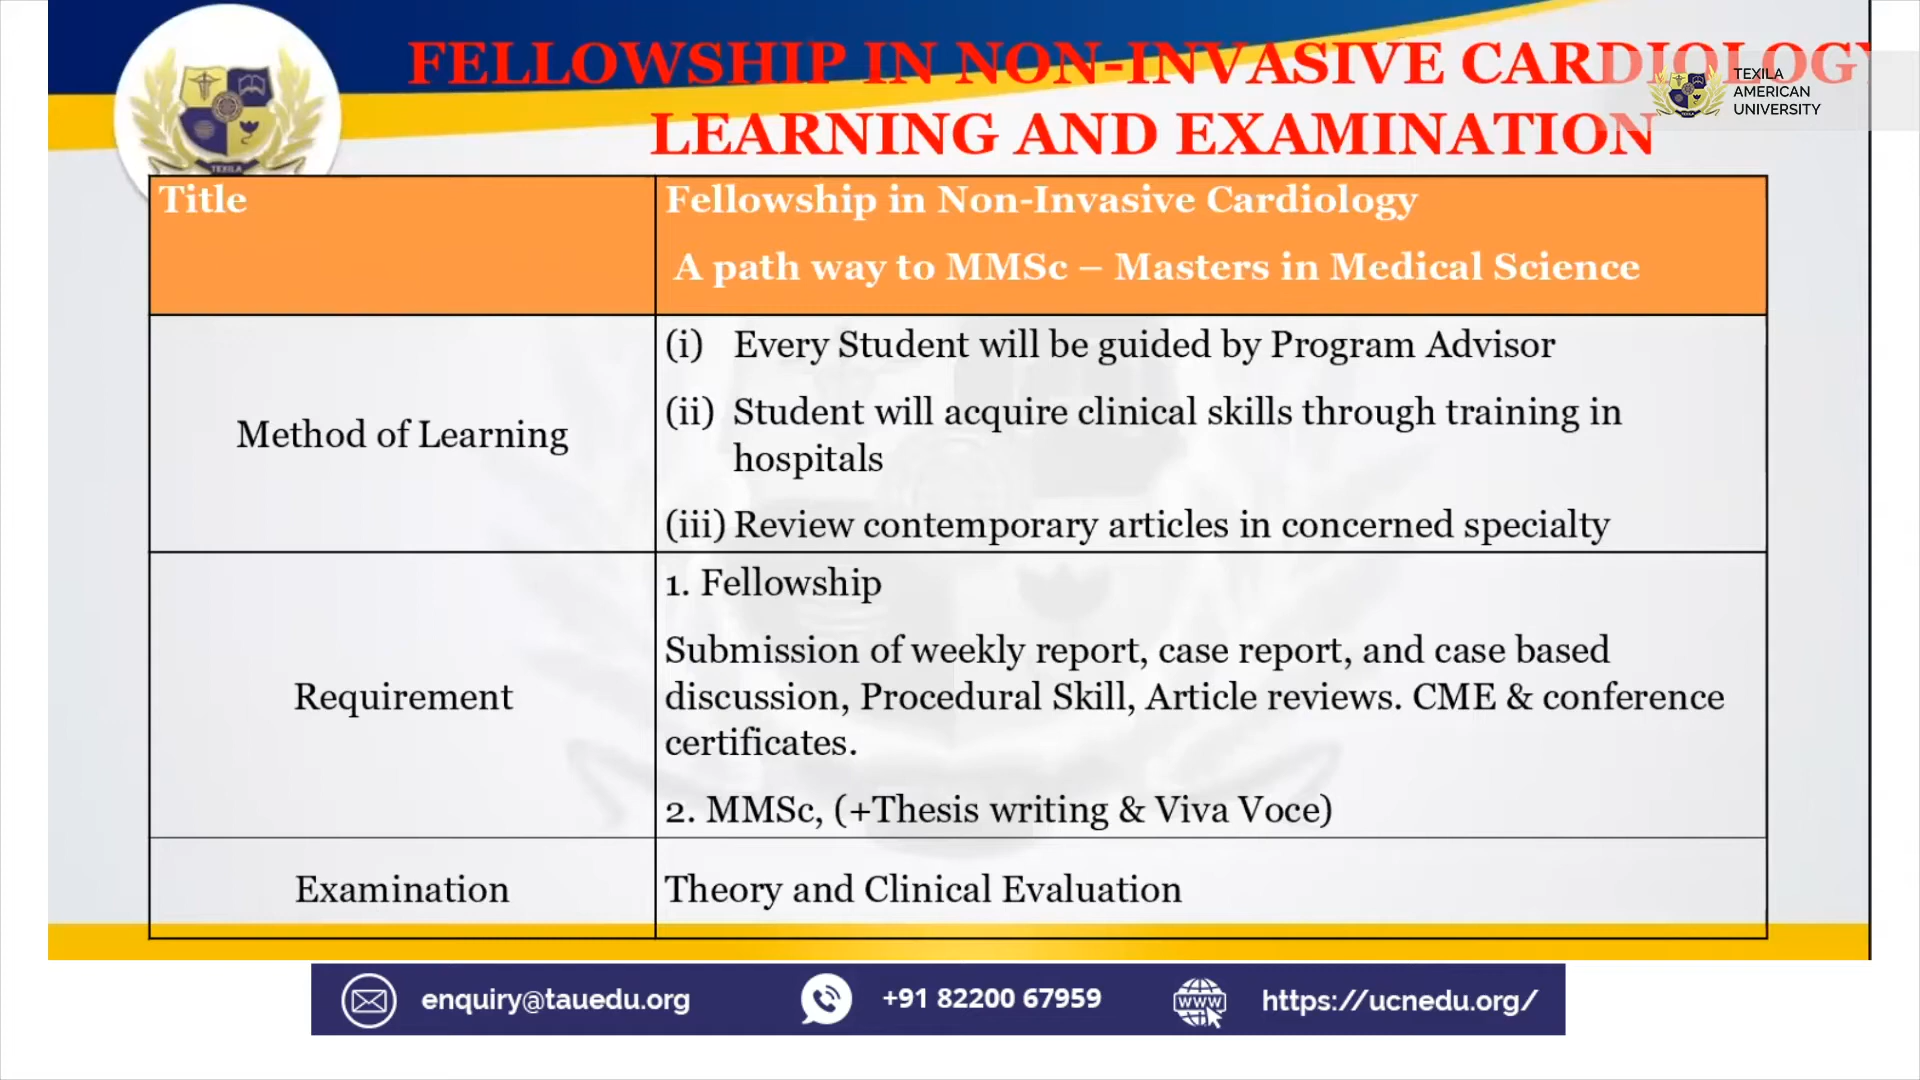 FELLOWSHIP IN NON-INVASIVE CARDIOLOGY
LEARNING AND EXAMINATION
TEXILA
AMERICAN
UNIVERSITY
TEXILA
Title
Fellowship in Non-Invasive Cardiology
A path way to MMSc – Masters in Medical Science
Method of Learning
(i) Every Student will be guided by Program Advisor
(ii) Student will acquire clinical skills through training in
hospitals
(iii) Review contemporary articles in concerned specialty
Requirement
1. Fellowship
Submission of weekly report, case report, and case based
discussion, Procedural Skill, Article reviews. CME & conference
certificates.
2. MMSc, (+Thesis writing & Viva Voce)
Examination
Theory and Clinical Evaluation
enquiry@tauedu.org
+91 82200 67959
WWW
https://ucnedu.org/